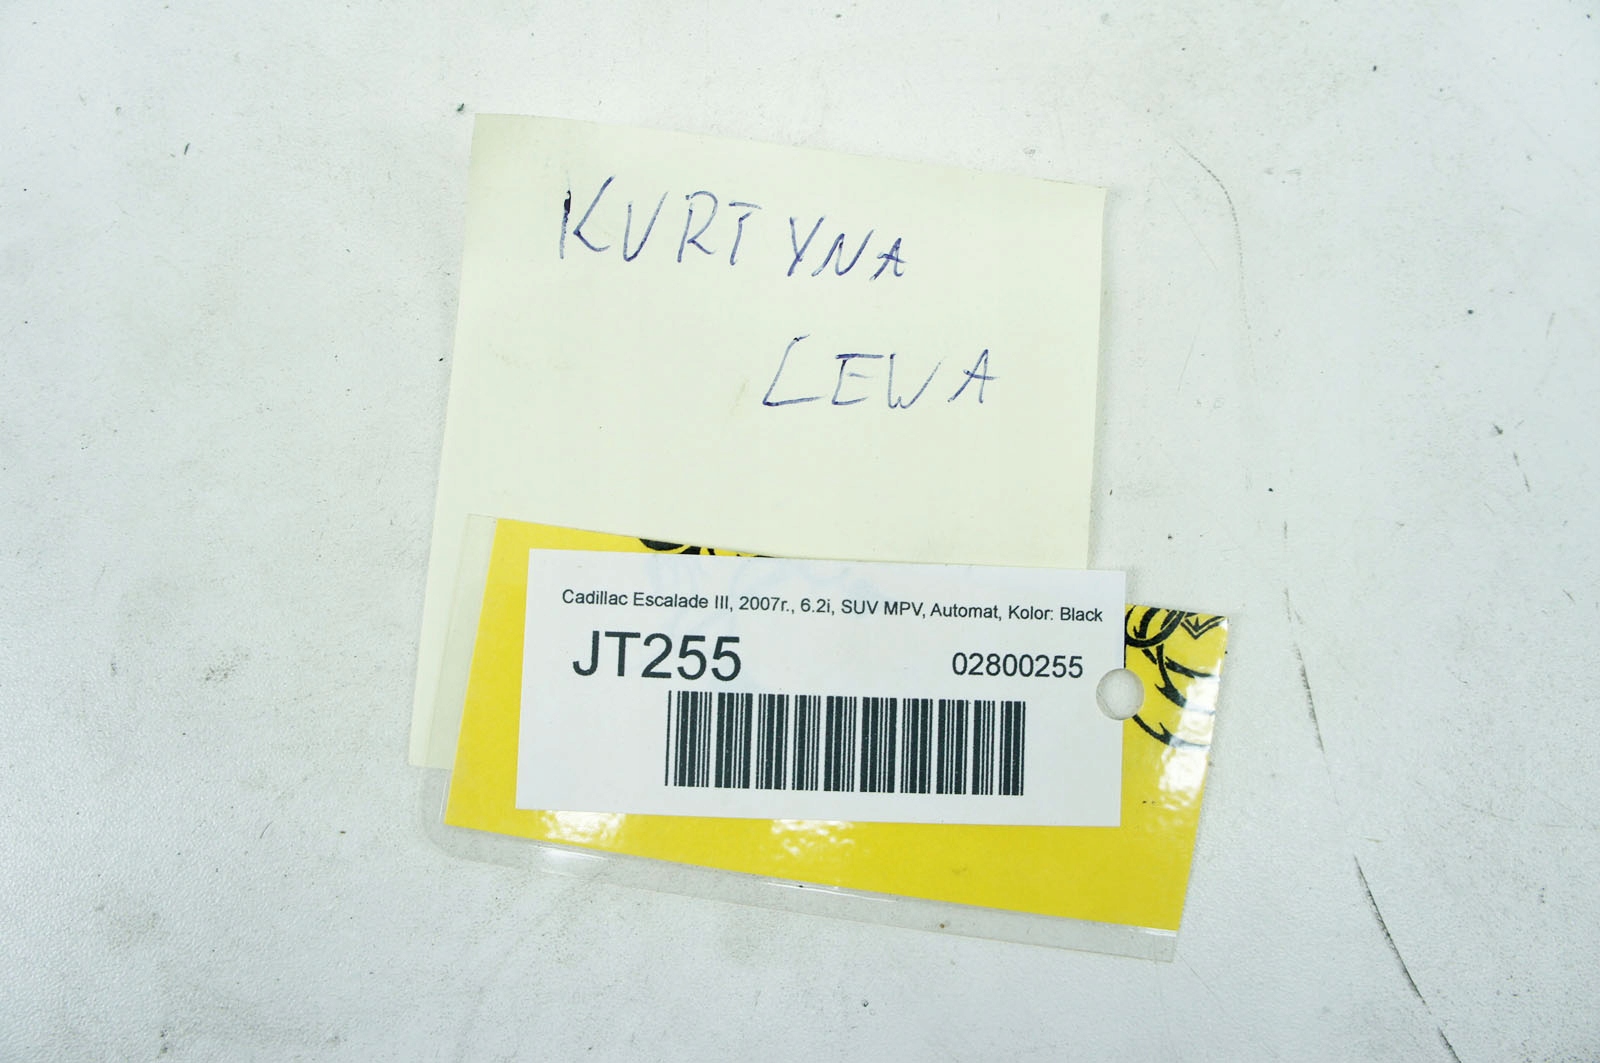 KURTYNA
LEWA
Cadillac Escalade III, 2007r., 6.2i, SUV MPV, Automat, Kolor: Black
JT255
02800255